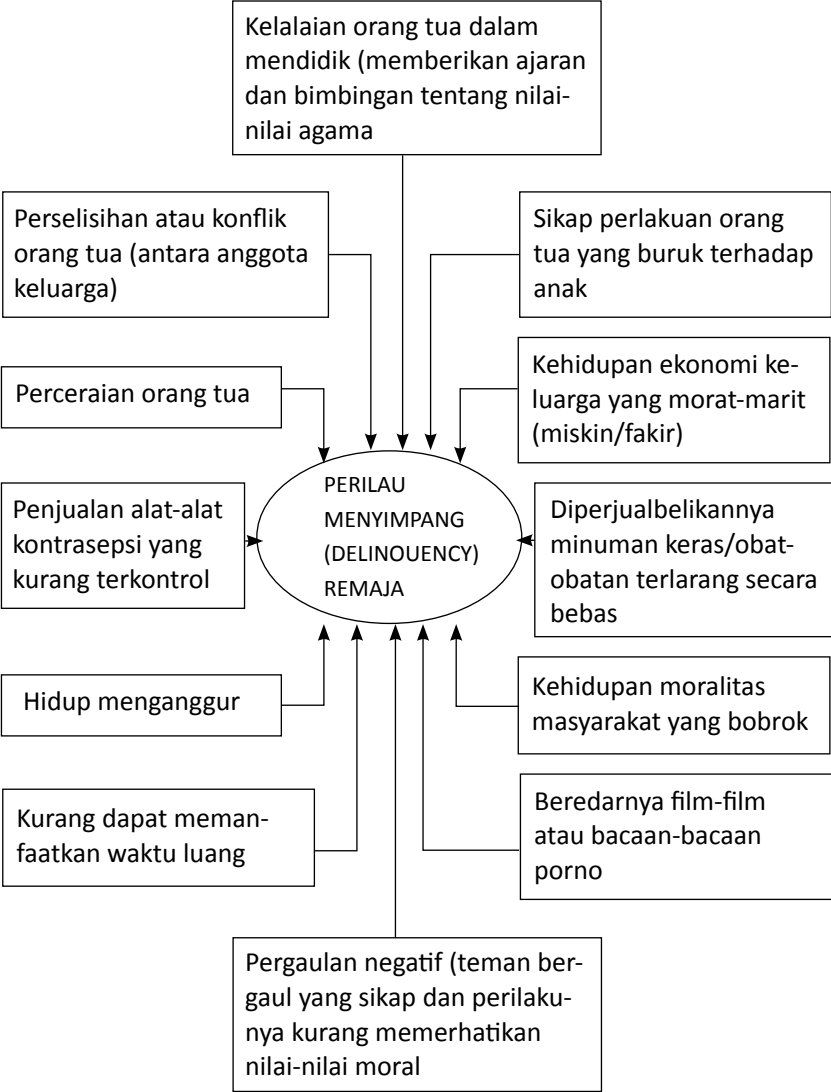 Kelalaian orang tua dalam
mendidik (memberikan ajaran
dan bimbingan tentang nilai-
nilai agama
Perselisihan atau konflik
orang tua (antara anggota
keluarga)
Sikap perlakuan orang
tua yang buruk terhadap
anak
Perceraian orang tua
Kehidupan ekonomi ke-
luarga yang morat-marit
(miskin/fakir)
Penjualan alat-alat
kontrasepsi yang
kurang terkontrol
PERILAU
MENYIMPANG
(DELINOUENCY)
REMAJA
Diperjualbelikannya
minuman keras/obat-
obatan terlarang secara
bebas
Hidup menganggur
Kehidupan moralitas
masyarakat yang bobrok
Kurang dapat meman-
faatkan waktu luang
Beredarnya film-film
atau bacaan-bacaan
porno
Pergaulan negatif (teman ber-
gaul yang sikap dan perilaku-
nya kurang memerhatikan
nilai-nilai moral